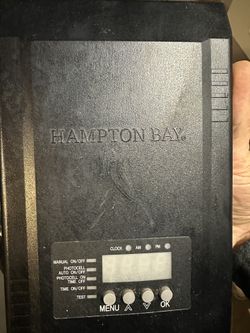 HAMPTON BAY®
CLOCK AM PM
MANUAL ON/OFF
PHOTOCELL
AUTO ON/OFF
PHOTOCELL ON
TIME OFF
TIME ON/OFF
TEST
MENU OK